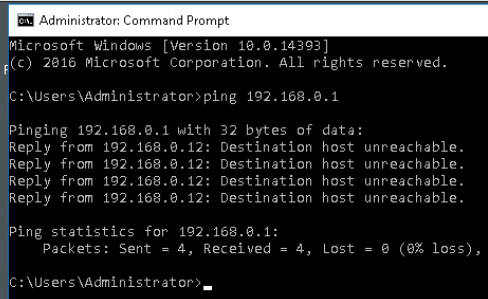 Administrator: Command Prompt
Microsoft Windows [Version 10.0.14393]
(c) 2016 Microsoft Corporation. All rights reserved.
C:\Users\Administrator>ping 192.168.0.1
Pinging 192.168.0.1 with 32 bytes of data:
Reply from 192.168.0.12: Destination host unreachable.
Reply from 192.168.0.12: Destination host unreachable.
Reply from 192.168.0.12: Destination host unreachable.
Reply from 192.168.0.12: Destination host unreachable.
Ping statistics for 192.168.0.1:
    Packets: Sent = 4, Received = 4, Lost = 0 (0% loss),
C:\Users\Administrator>